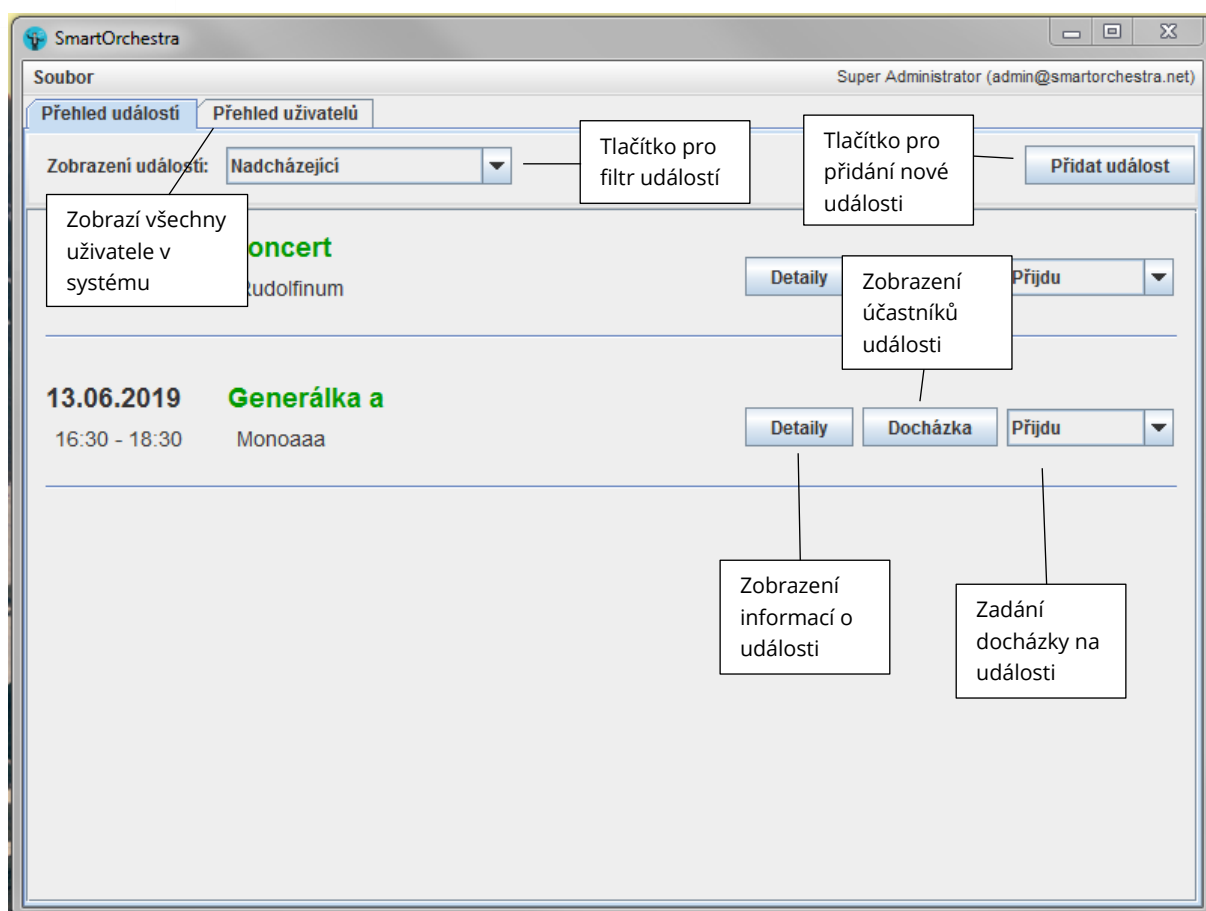 SmartOrchestra
Soubor
Super Administrator (admin@smartorchestra.net)
Přehled událostí
Přehled uživatelů
Zobrazení událostí:
Nadcházející
Tlačítko pro
filtr událostí
Tlačítko pro
přidání nové
události
Přidat událost
Zobrazí všechny
uživatele v
systému
oncert
Rudolfinum
Detaily
Zobrazení
účastníků
události
Přijdu
13.06.2019
Generálka a
16:30 - 18:30
Monoaaa
Detaily
Docházka
Přijdu
Zobrazení
informací o
události
Zadání
docházky na
události